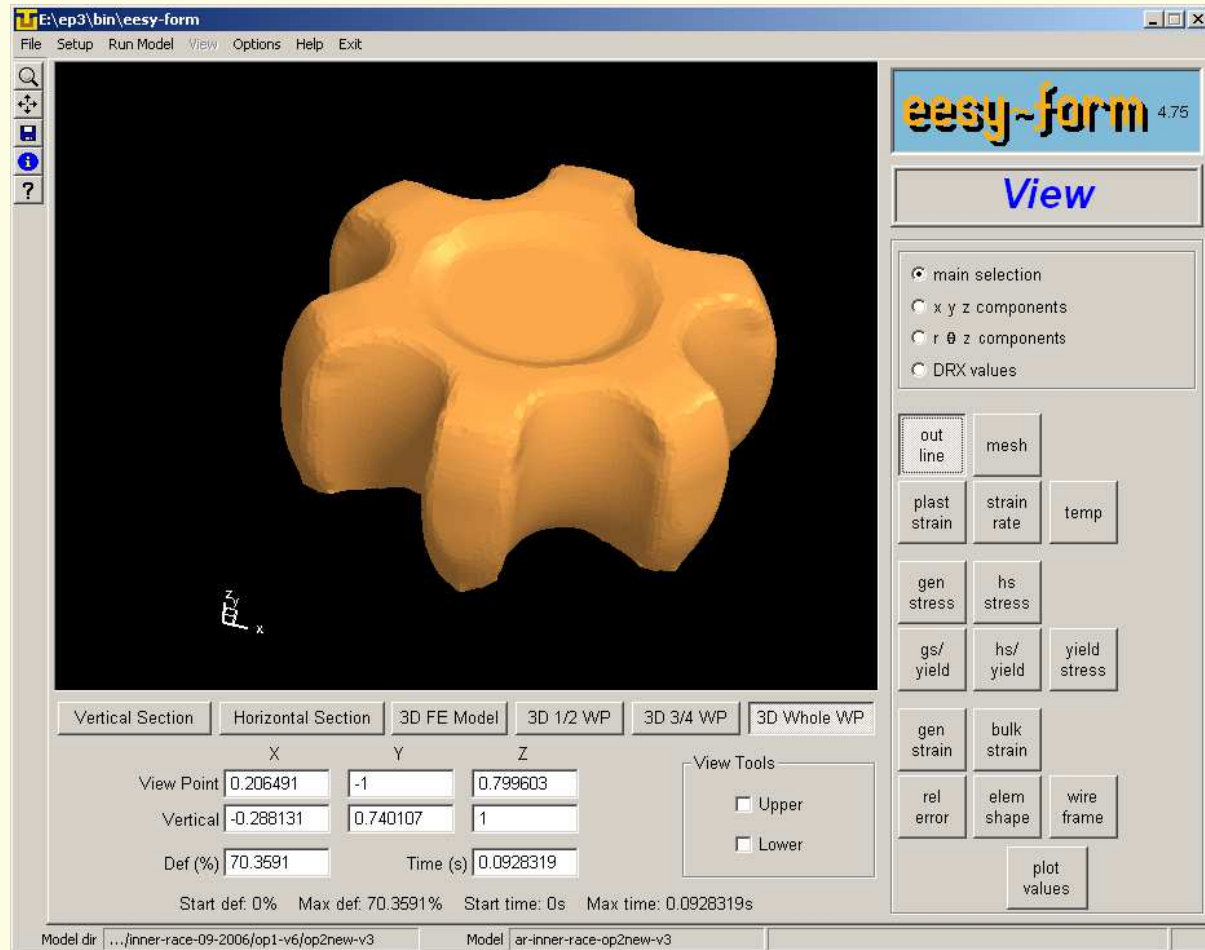 E:\ep3\bin\eesy-form
File Setup Run Model View Options Help Exit
eesy~form 4.75
View
main selection
x y z components
r θ z components
DRX values
out line
mesh
plast strain
strain rate
temp
gen stress
hs stress
gs/ yield
hs/ yield
yield stress
gen strain
bulk strain
rel error
elem shape
wire frame
plot values
z
y
x
Vertical Section Horizontal Section 3D FE Model 3D 1/2 WP 3D 3/4 WP 3D Whole WP
X Y Z
View Point 0.206491 -1 0.799603
Vertical -0.288131 0.740107 1
Def (%) 70.3591 Time (s) 0.0928319
View Tools
Upper
Lower
Start def: 0% Max def: 70.3591% Start time: 0s Max time: 0.0928319s
Model dir .../inner-race-09-2006/op1-v6/op2new-v3 Model ar-inner-race-op2new-v3